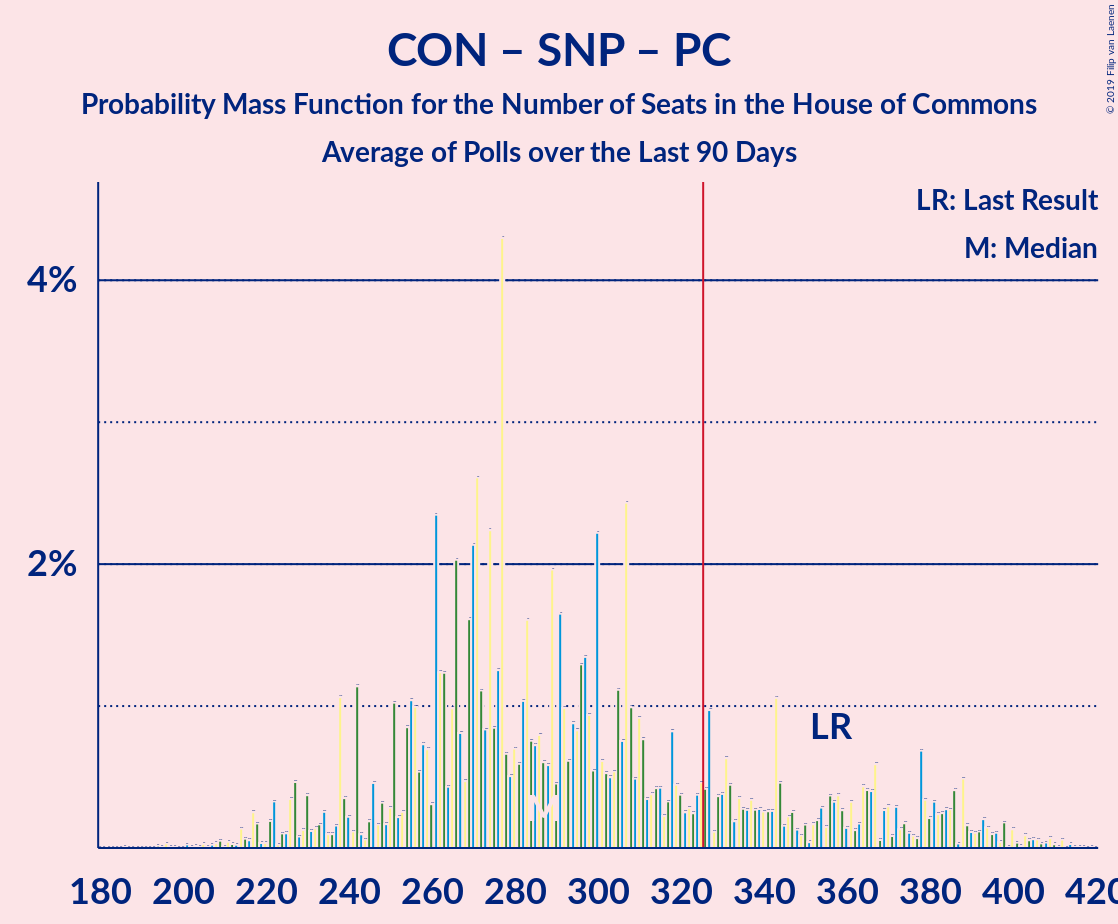 CON – SNP – PC
Probability Mass Function for the Number of Seats in the House of Commons
Average of Polls over the Last 90 Days
© 2019 Filip van Laenen
LR: Last Result
M: Median
4%
2%
LR
M
180 200 220 240 260 280 300 320 340 360 380 400 420